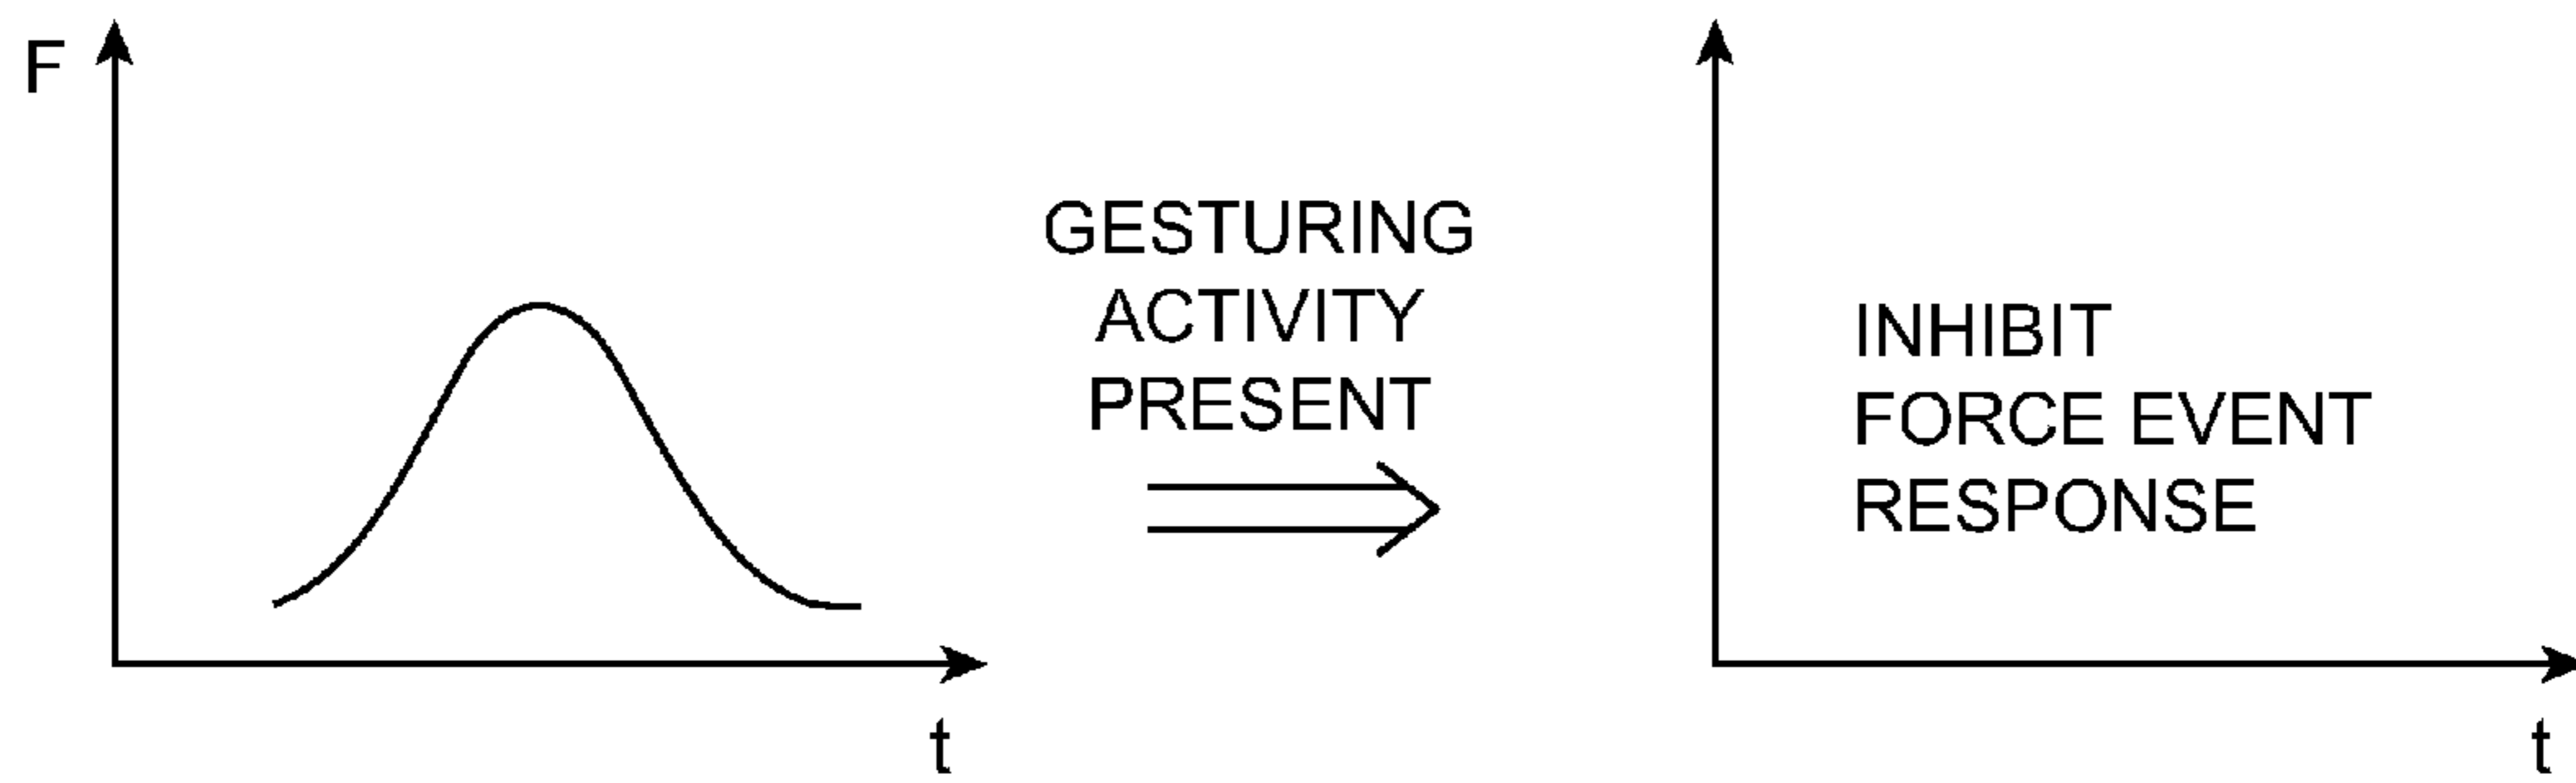 F
t
GESTURING
ACTIVITY
PRESENT
INHIBIT
FORCE EVENT
RESPONSE
t